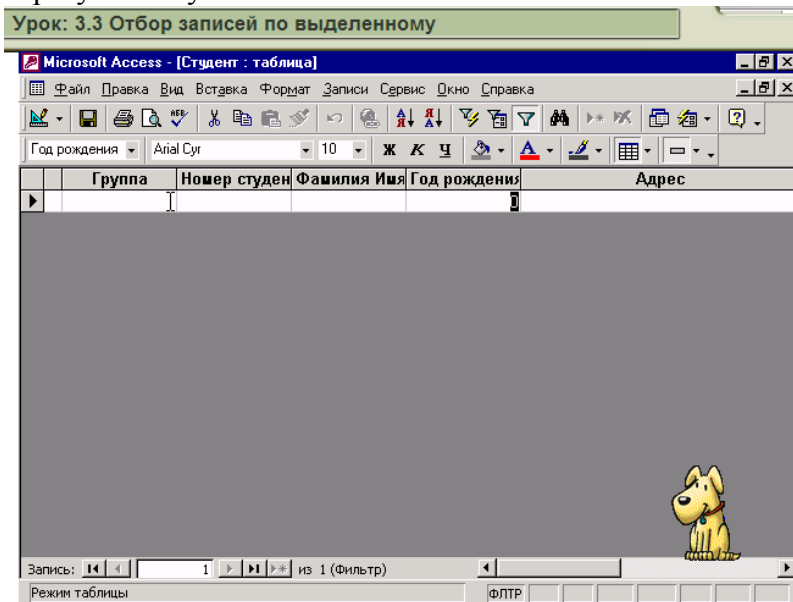 Урок: 3.3 Отбор записей по выделенному
Microsoft Access - [Студент : таблица]
Файл Правка Вид Вставка Формат Записи Сервис Окно Справка
Год рождения Arial Cyr 10 Ж К Ч
Группа Номер студен Фамилия Имя Год рождения Адрес
0
Запись: 1 из 1 (Фильтр)
Режим таблицы ФЛТР